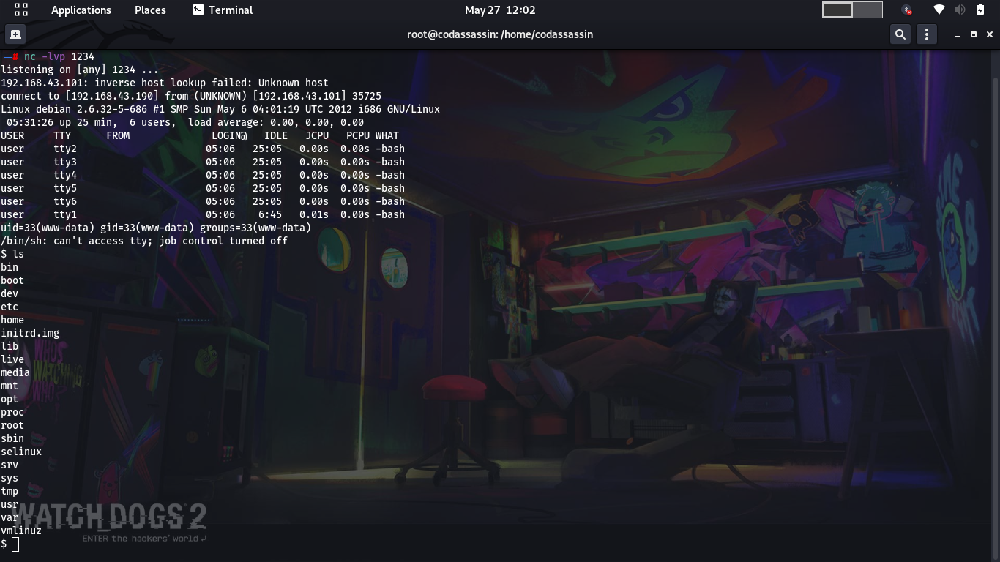 Applications Places Terminal May 27 12:02
root@codassassin: /home/codassassin
└─# nc -lvp 1234
listening on [any] 1234 ...
192.168.43.101: inverse host lookup failed: Unknown host
connect to [192.168.43.190] from (UNKNOWN) [192.168.43.101] 35725
Linux debian 2.6.32-5-686 #1 SMP Sun May 6 04:01:19 UTC 2012 i686 GNU/Linux
 05:31:26 up 25 min,  6 users,  load average: 0.00, 0.00, 0.00
USER     TTY      FROM              LOGIN@   IDLE   JCPU   PCPU WHAT
user     tty2                      05:06   25:05   0.00s  0.00s -bash
user     tty3                      05:06   25:05   0.00s  0.00s -bash
user     tty4                      05:06   25:05   0.00s  0.00s -bash
user     tty5                      05:06   25:05   0.00s  0.00s -bash
user     tty6                      05:06   25:05   0.00s  0.00s -bash
user     tty1                      05:06    6:45   0.01s  0.00s -bash
uid=33(www-data) gid=33(www-data) groups=33(www-data)
/bin/sh: can't access tty; job control turned off
$ ls
bin
boot
dev
etc
home
initrd.img
lib
live
media
mnt
opt
proc
root
sbin
selinux
srv
sys
tmp
usr
var
vmlinuz
$
WHO'S
WATCHING
WHO?
WATCH_DOGS 2
ENTER the hackers' world ↵